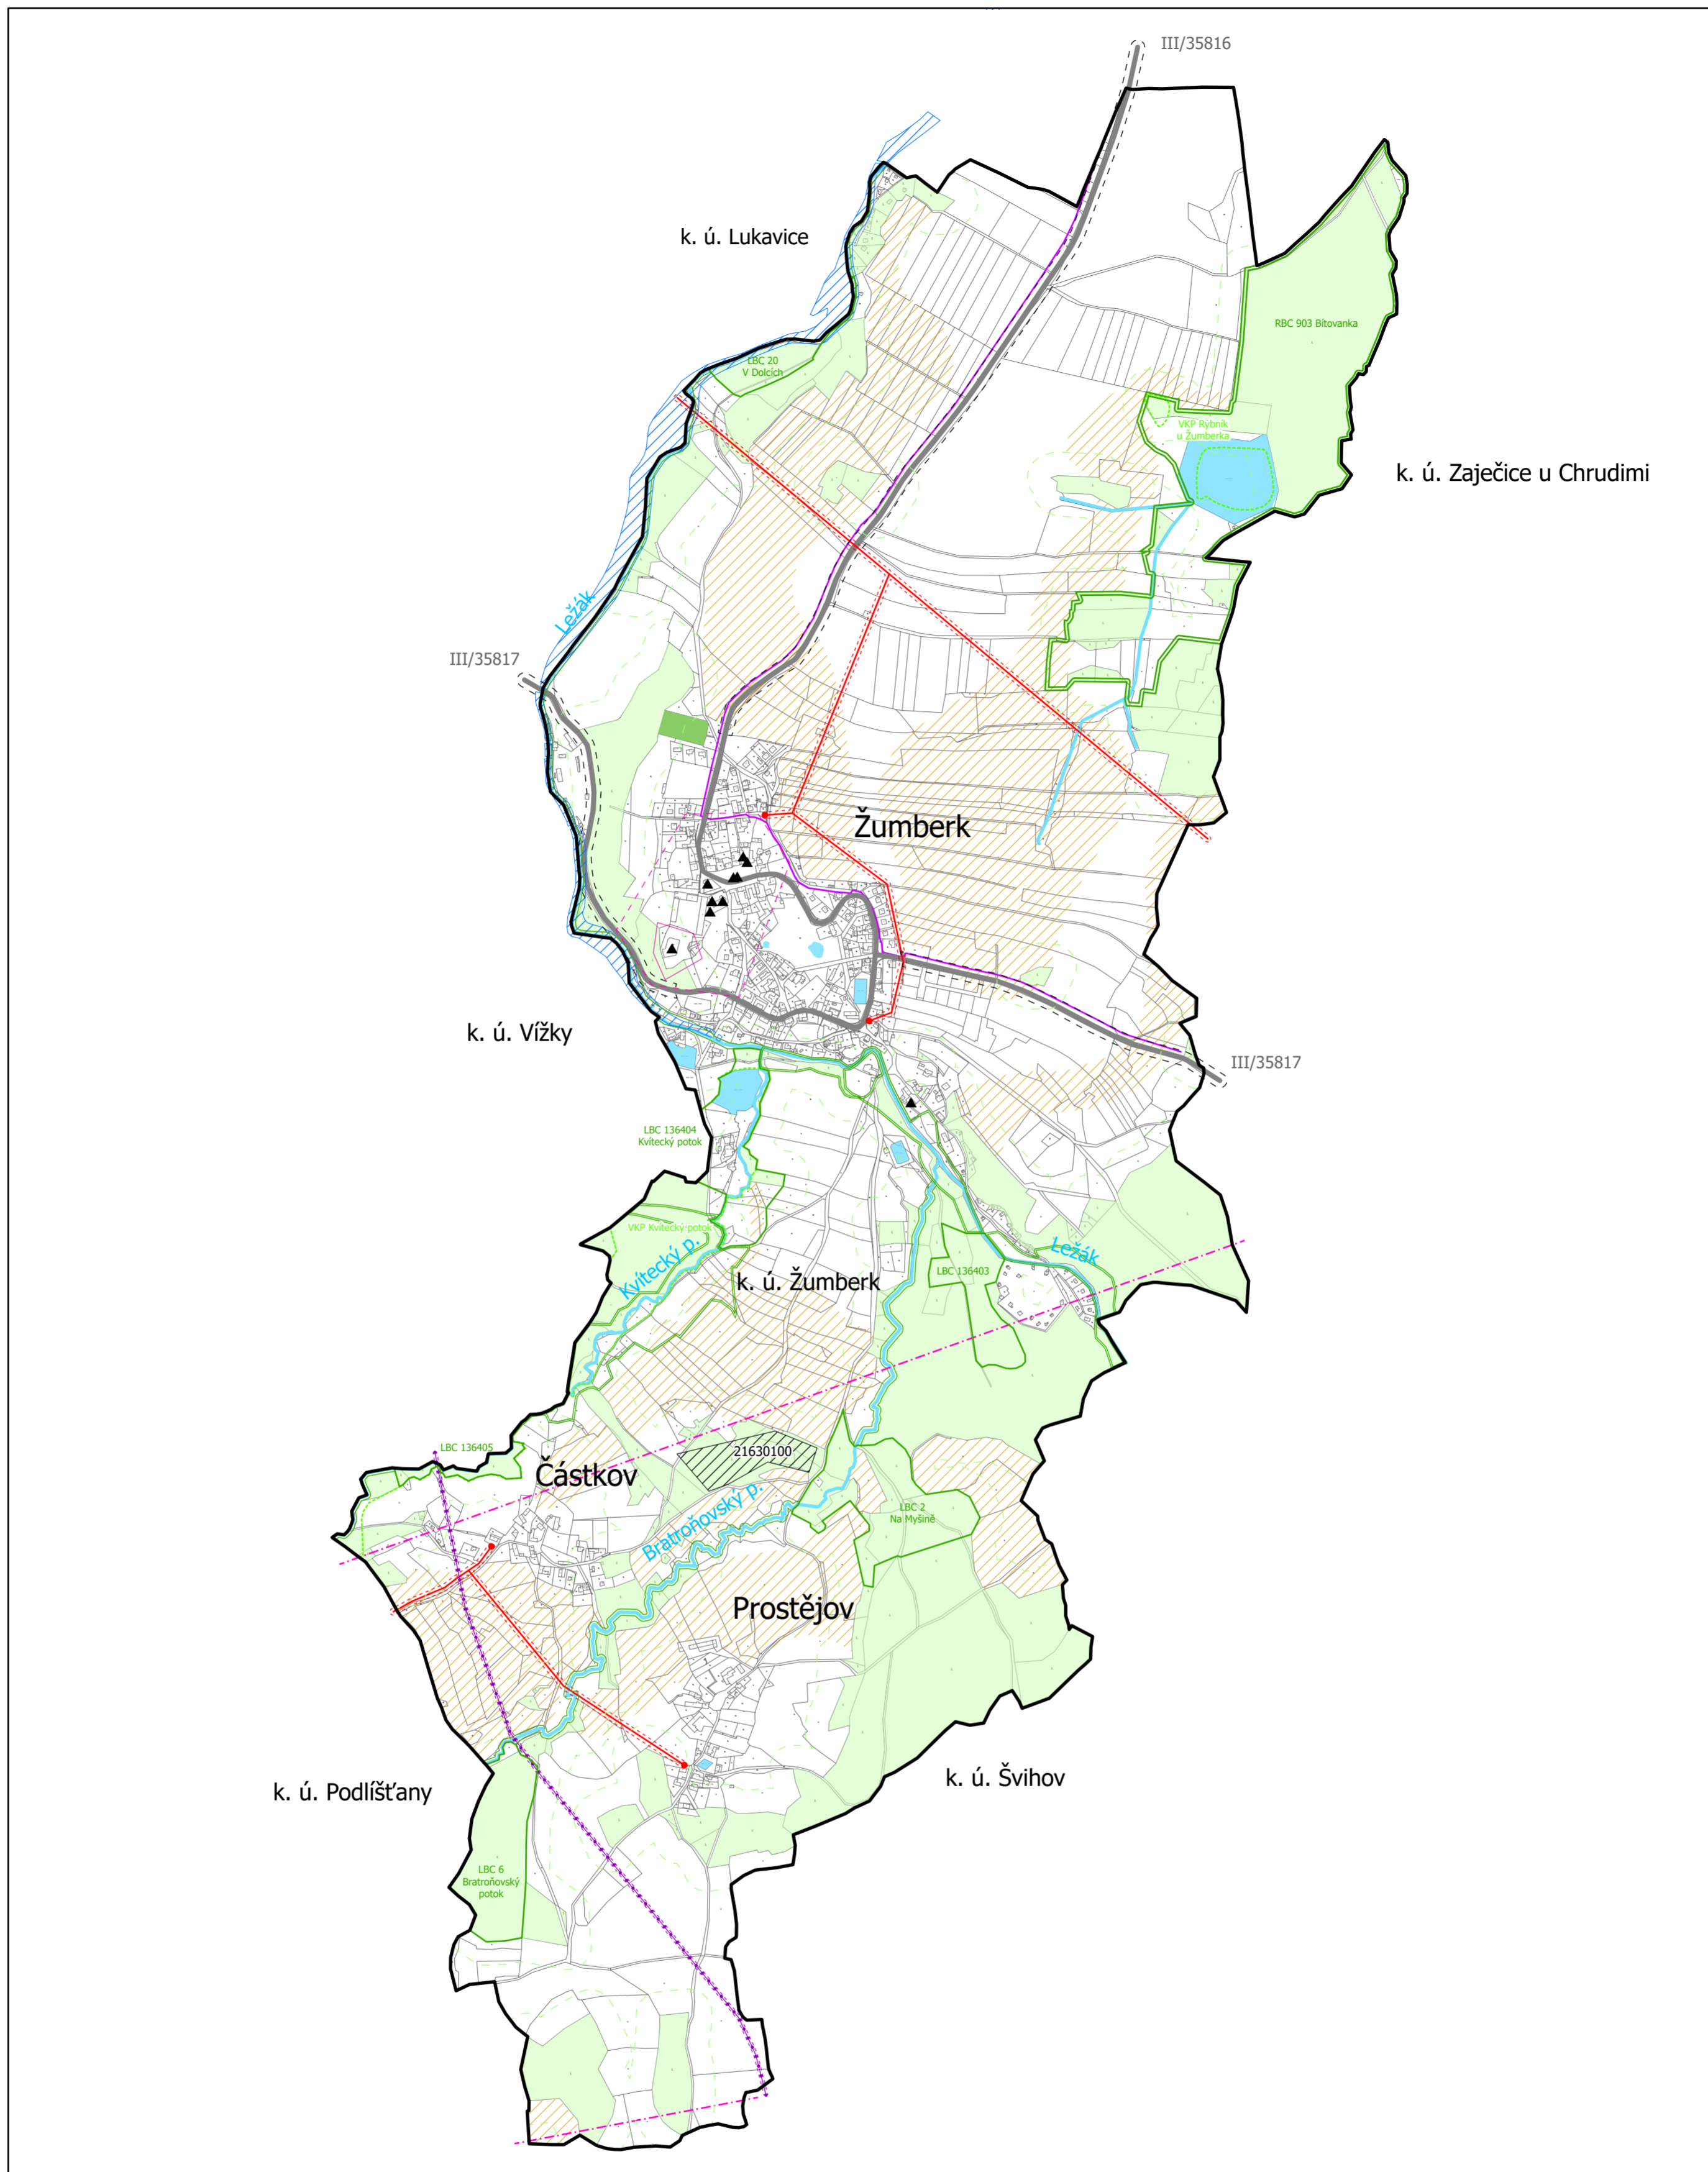 III/35816
k. ú. Lukavice
RBC 903 Bítovanka
LBC 20
V Dolcích
VKP Rybník
u Žumberka
k. ú. Zaječice u Chrudimi
Ležák
III/35817
Žumberk
k. ú. Vížky
III/35817
LBC 136404
Kvítecký potok
VKP Kvítecký potok
Kvítecký p.
Ležák
LBC 136403
k. ú. Žumberk
LBC 136405
21630100
Částkov
Bratroňovský p.
LBC 2
Na Myšině
Prostějov
k. ú. Podlíšťany
k. ú. Švihov
LBC 6
Bratroňovský
potok